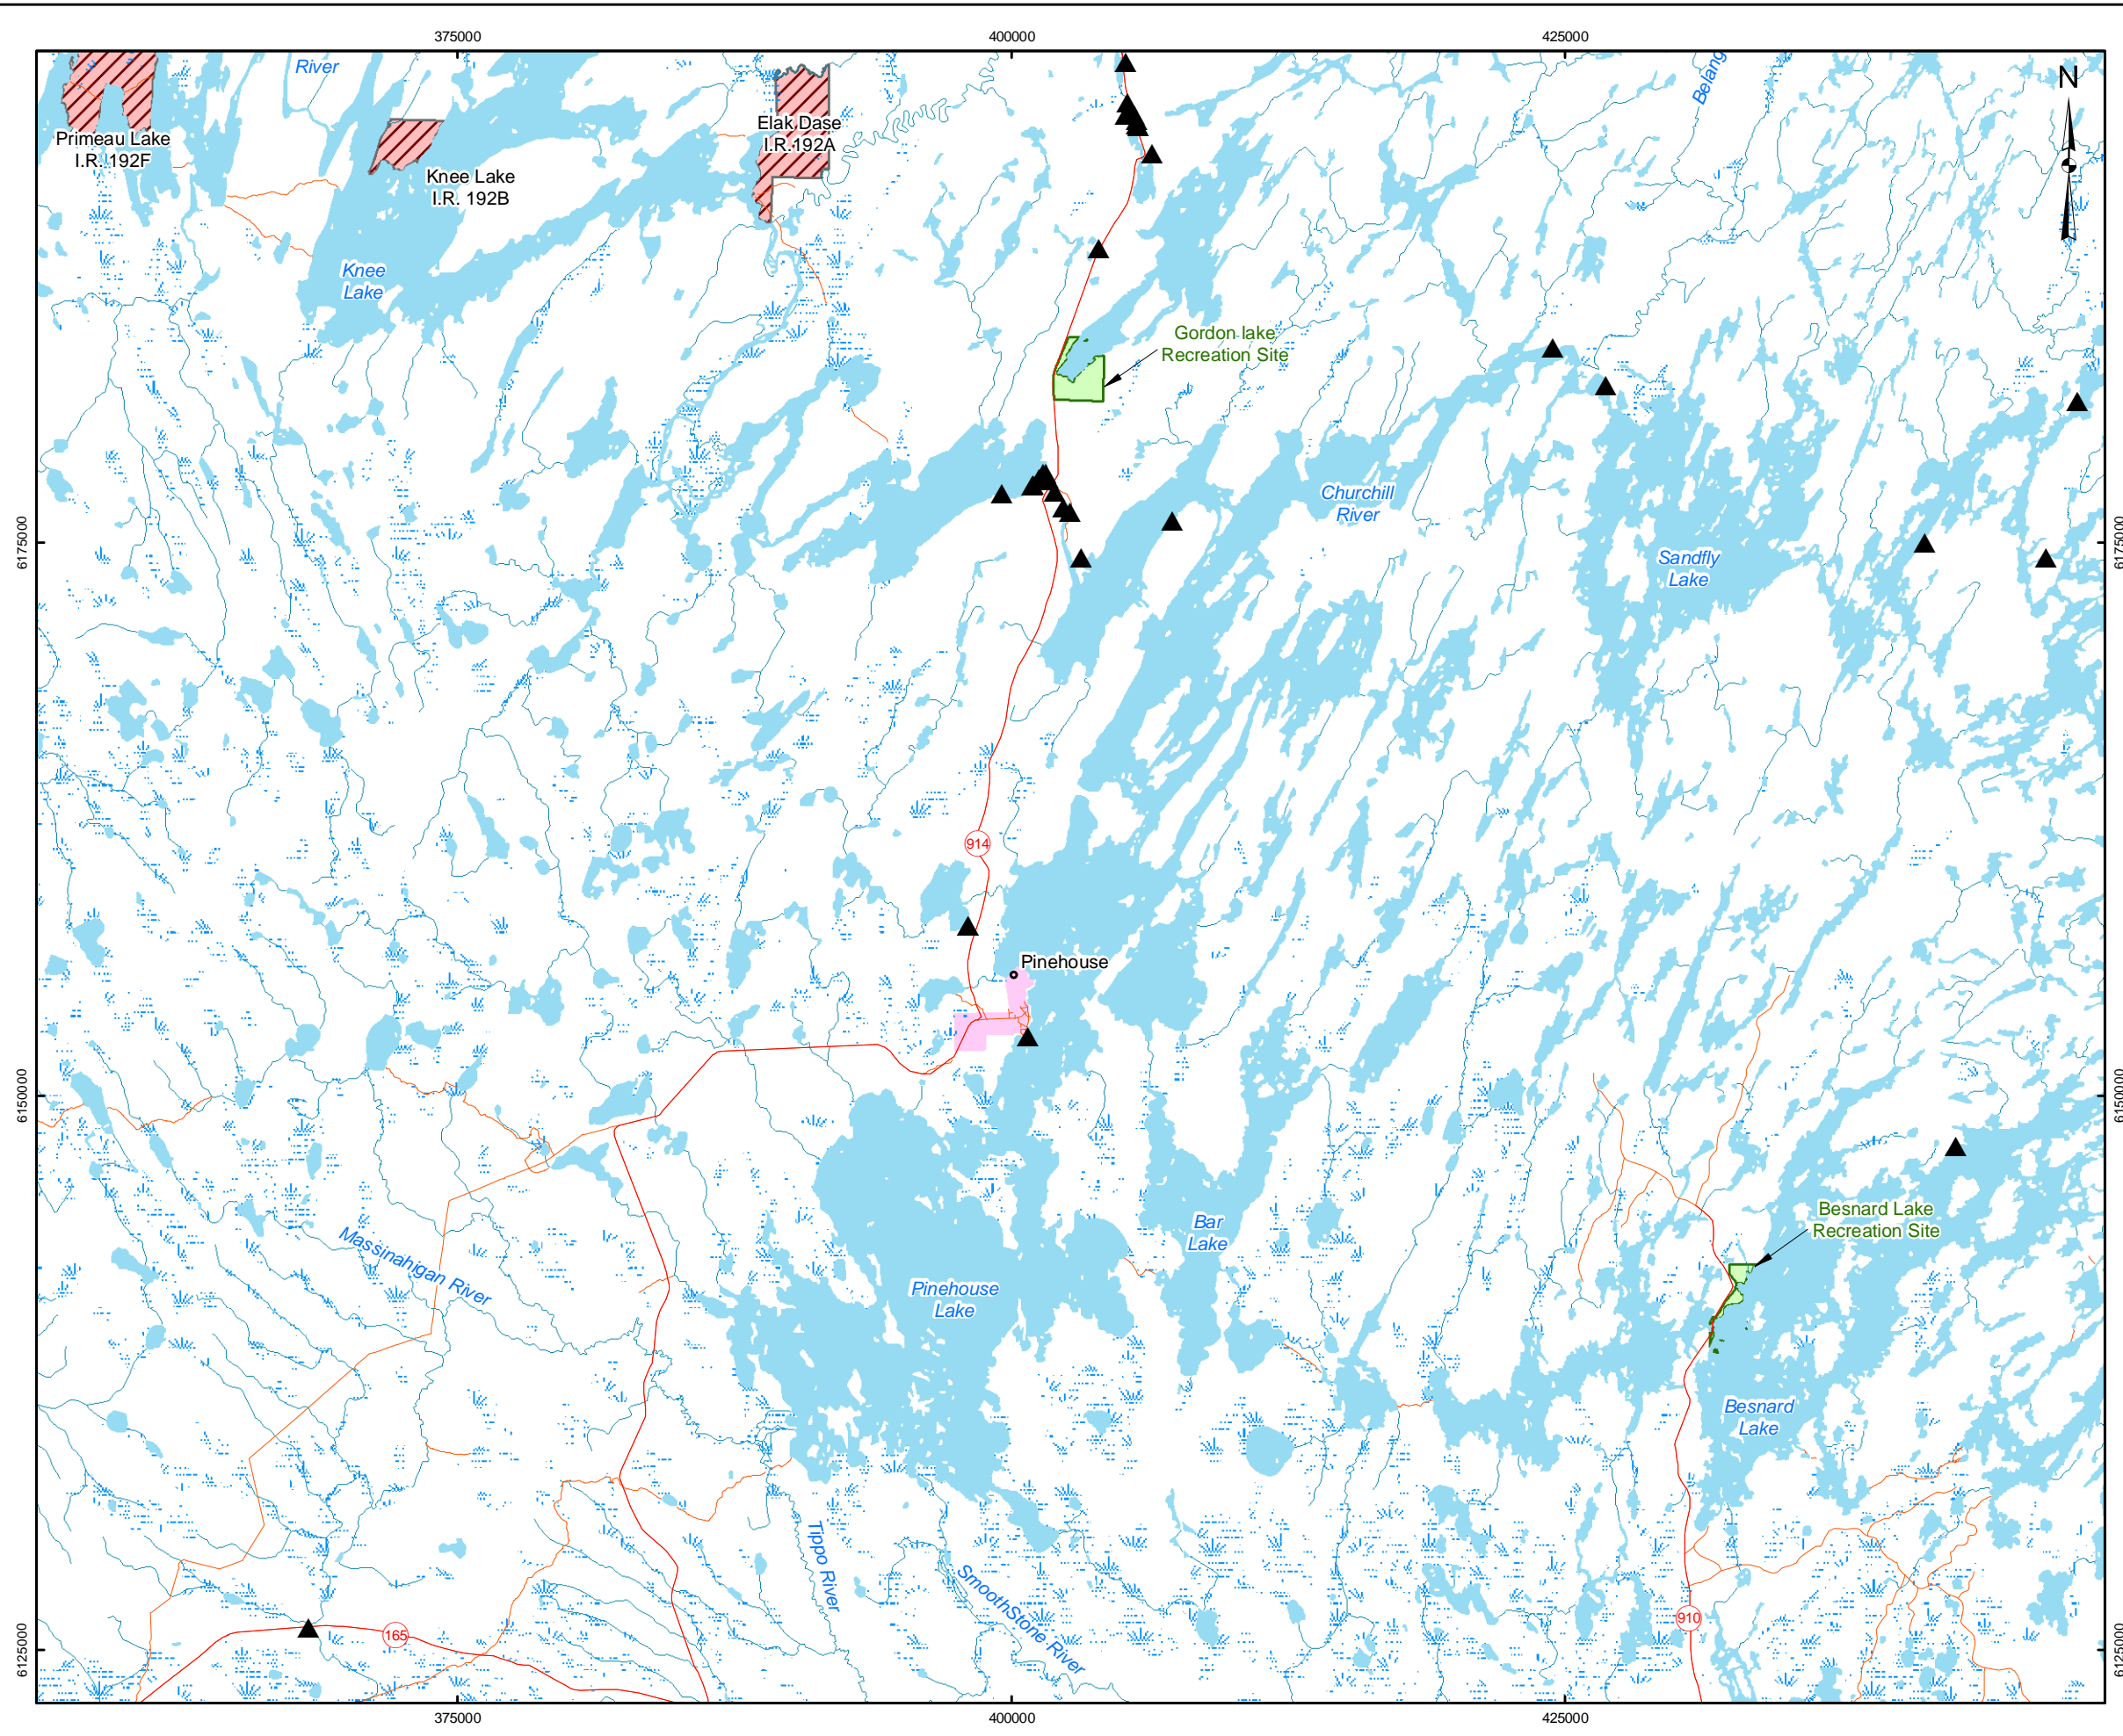 375000
400000
425000
River
Belang
N
Primeau Lake
I.R. 192F
Elak Dase
I.R.192A
Knee Lake
I.R. 192B
Knee
Lake
Gordon lake
Recreation Site
Churchill
River
6175000
6175000
Sandfly
Lake
914
Pinehouse
6150000
6150000
Bar
Lake
Besnard Lake
Recreation Site
Massinahigan River
Pinehouse
Lake
Besnard
Lake
Tippo River
SmoothStone River
165
910
6125000
6125000
375000
400000
425000